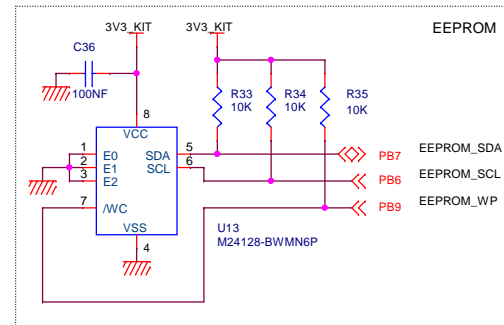 3V3_KIT
3V3_KIT
EEPROM
C36
100NF
R33
10K
R34
10K
R35
10K
8
VCC
1
E0
2
E1
3
E2
7
/WC
SDA
5
SCL
6
VSS
4
U13
M24128-BWMN6P
PB7
EEPROM_SDA
PB6
EEPROM_SCL
PB9
EEPROM_WP